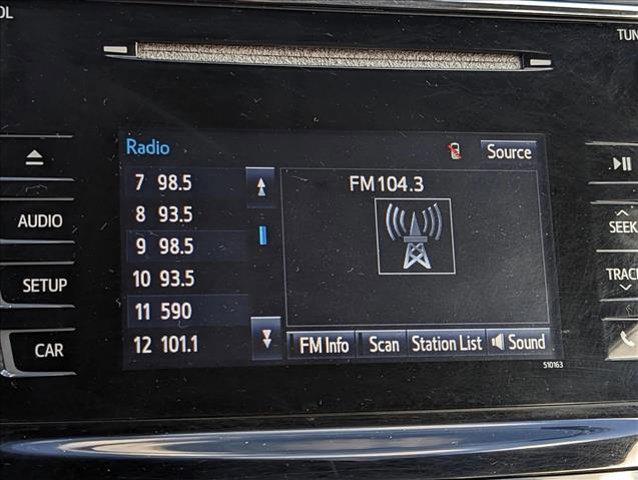 OL
TUN
Radio
Source
7 98.5
FM 104.3
8 93.5
AUDIO
SEEK
9 98.5
10 93.5
SETUP
TRACK
11 590
12 101.1
CAR
FM Info
Scan
Station List
Sound
510163